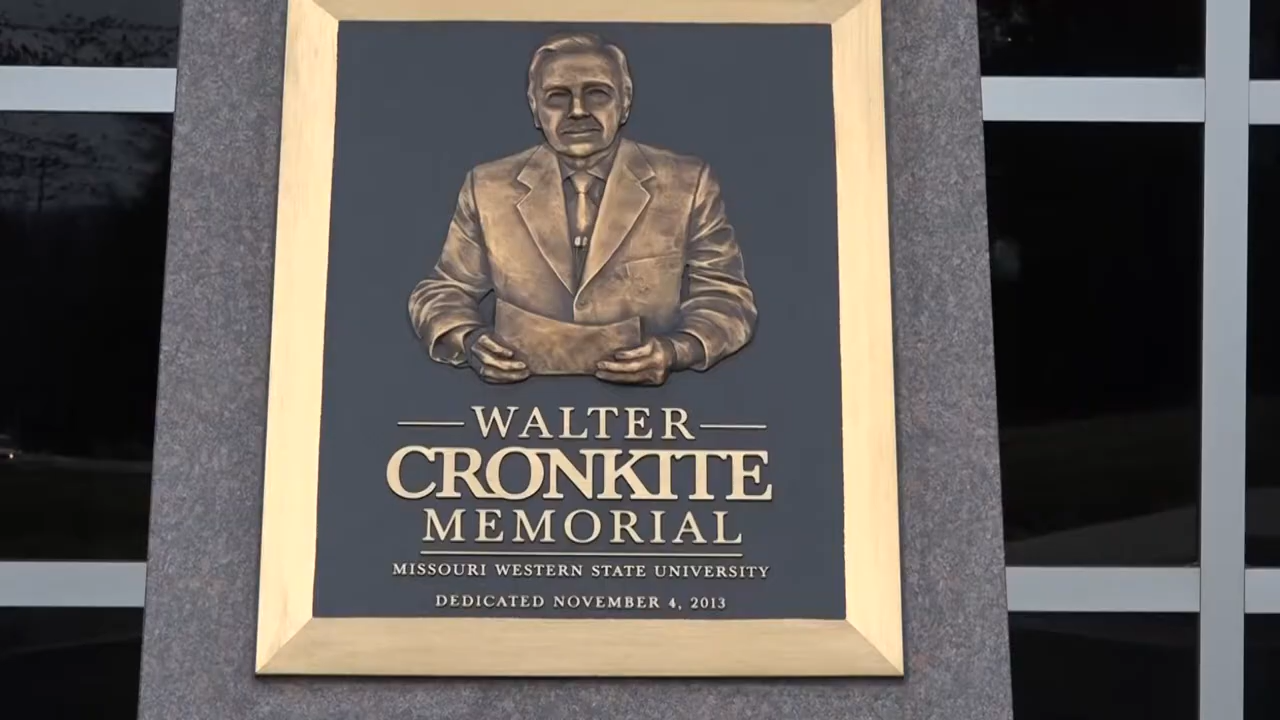 WALTER
CRONKITE
MEMORIAL
MISSOURI WESTERN STATE UNIVERSITY
DEDICATED NOVEMBER 4, 2013